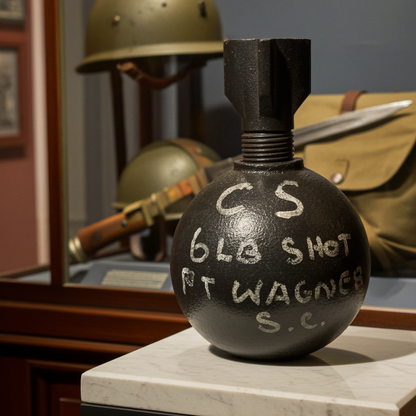 CS
6LB SHOT
FT WAGNER
S.C.